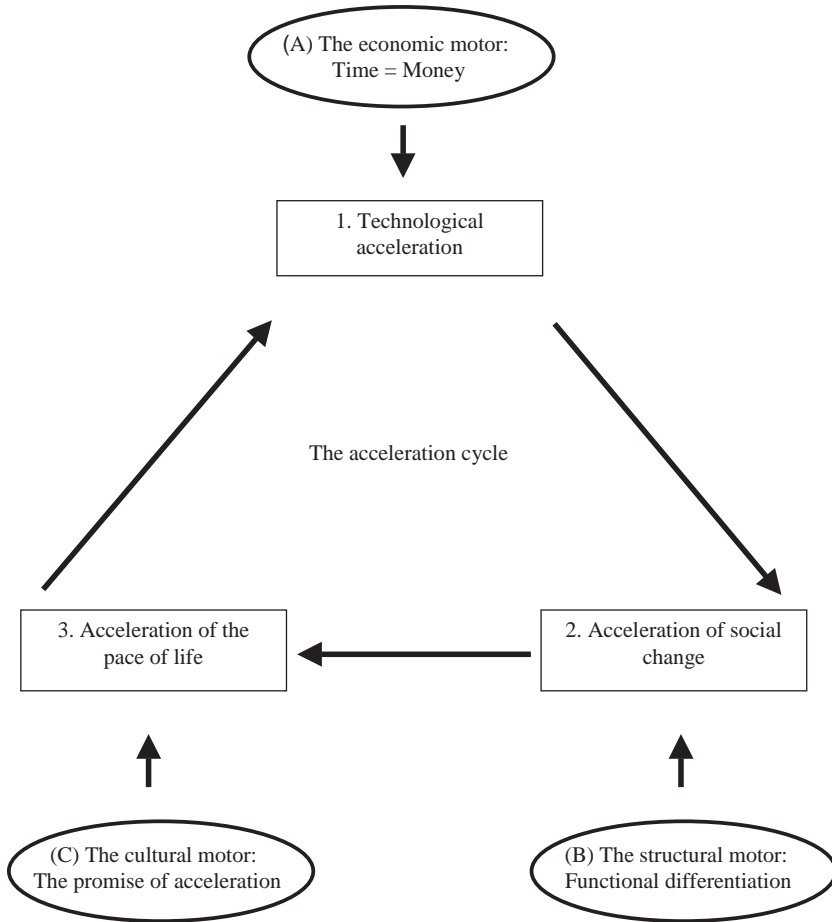 (A) The economic motor:
Time = Money
1. Technological
acceleration
The acceleration cycle
3. Acceleration of the
pace of life
2. Acceleration of social
change
(C) The cultural motor:
The promise of acceleration
(B) The structural motor:
Functional differentiation